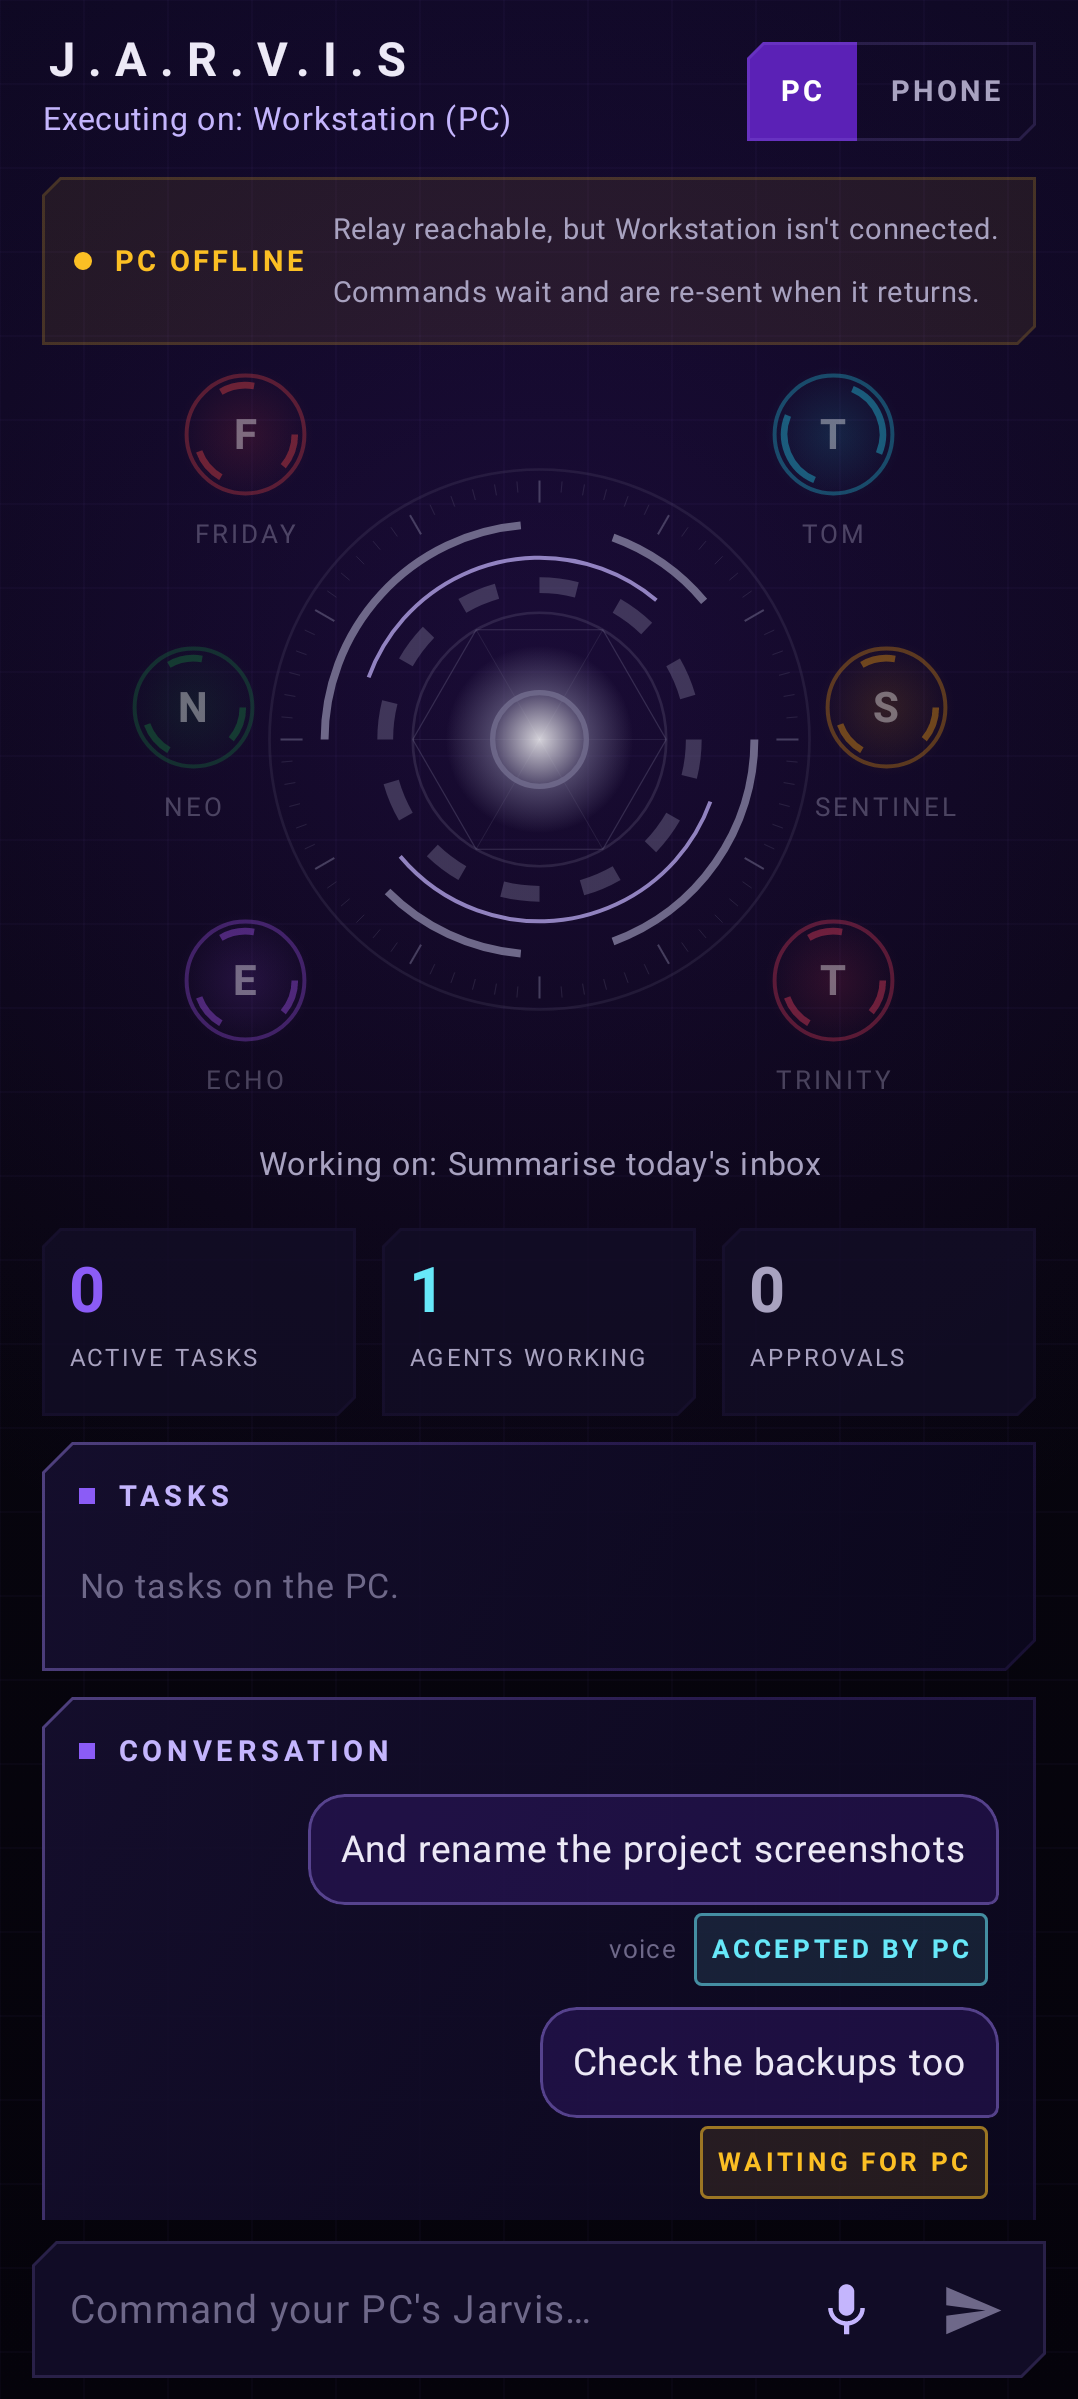 J.A.R.V.I.S
Executing on: Workstation (PC)
PC
PHONE
PC OFFLINE
Relay reachable, but Workstation isn't connected.
Commands wait and are re-sent when it returns.
F
FRIDAY
T
TOM
N
NEO
S
SENTINEL
E
ECHO
T
TRINITY
Working on: Summarise today's inbox
0
ACTIVE TASKS
1
AGENTS WORKING
0
APPROVALS
TASKS
No tasks on the PC.
CONVERSATION
And rename the project screenshots
voice
ACCEPTED BY PC
Check the backups too
WAITING FOR PC
Command your PC's Jarvis…